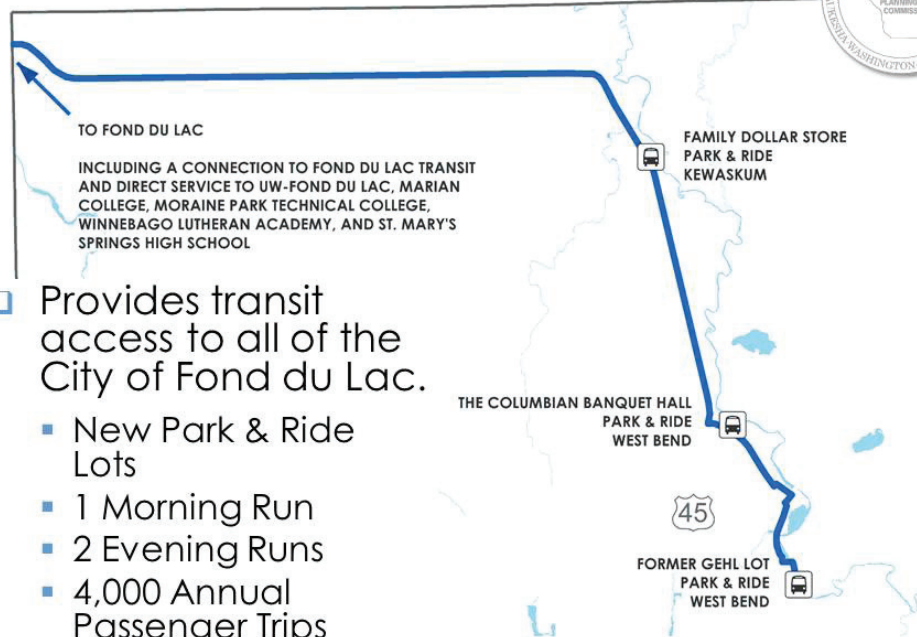 PLANNING
COMMISS
UKESHA-WASHINGTON
TO FOND DU LAC
INCLUDING A CONNECTION TO FOND DU LAC TRANSIT
AND DIRECT SERVICE TO UW-FOND DU LAC, MARIAN
COLLEGE, MORAINE PARK TECHNICAL COLLEGE,
WINNEBAGO LUTHERAN ACADEMY, AND ST. MARY'S
SPRINGS HIGH SCHOOL
FAMILY DOLLAR STORE
PARK & RIDE
KEWASKUM
Provides transit
access to all of the
City of Fond du Lac.
New Park & Ride
Lots
1 Morning Run
2 Evening Runs
4,000 Annual
Passenger Trips
THE COLUMBIAN BANQUET HALL
PARK & RIDE
WEST BEND
45
FORMER GEHL LOT
PARK & RIDE
WEST BEND